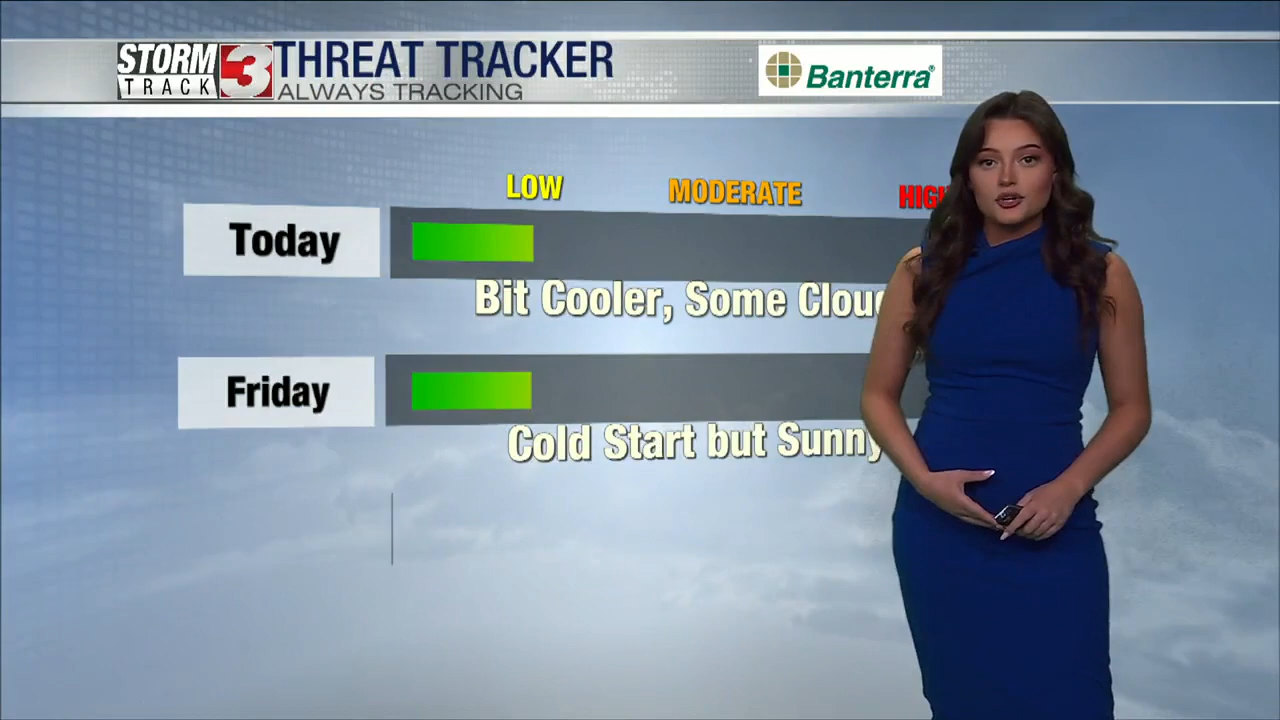 STORM TRACK 3
THREAT TRACKER
ALWAYS TRACKING
Banterra
LOW
MODERATE
Today
Bit Cooler, Some
Friday
Cold Start but Sunny